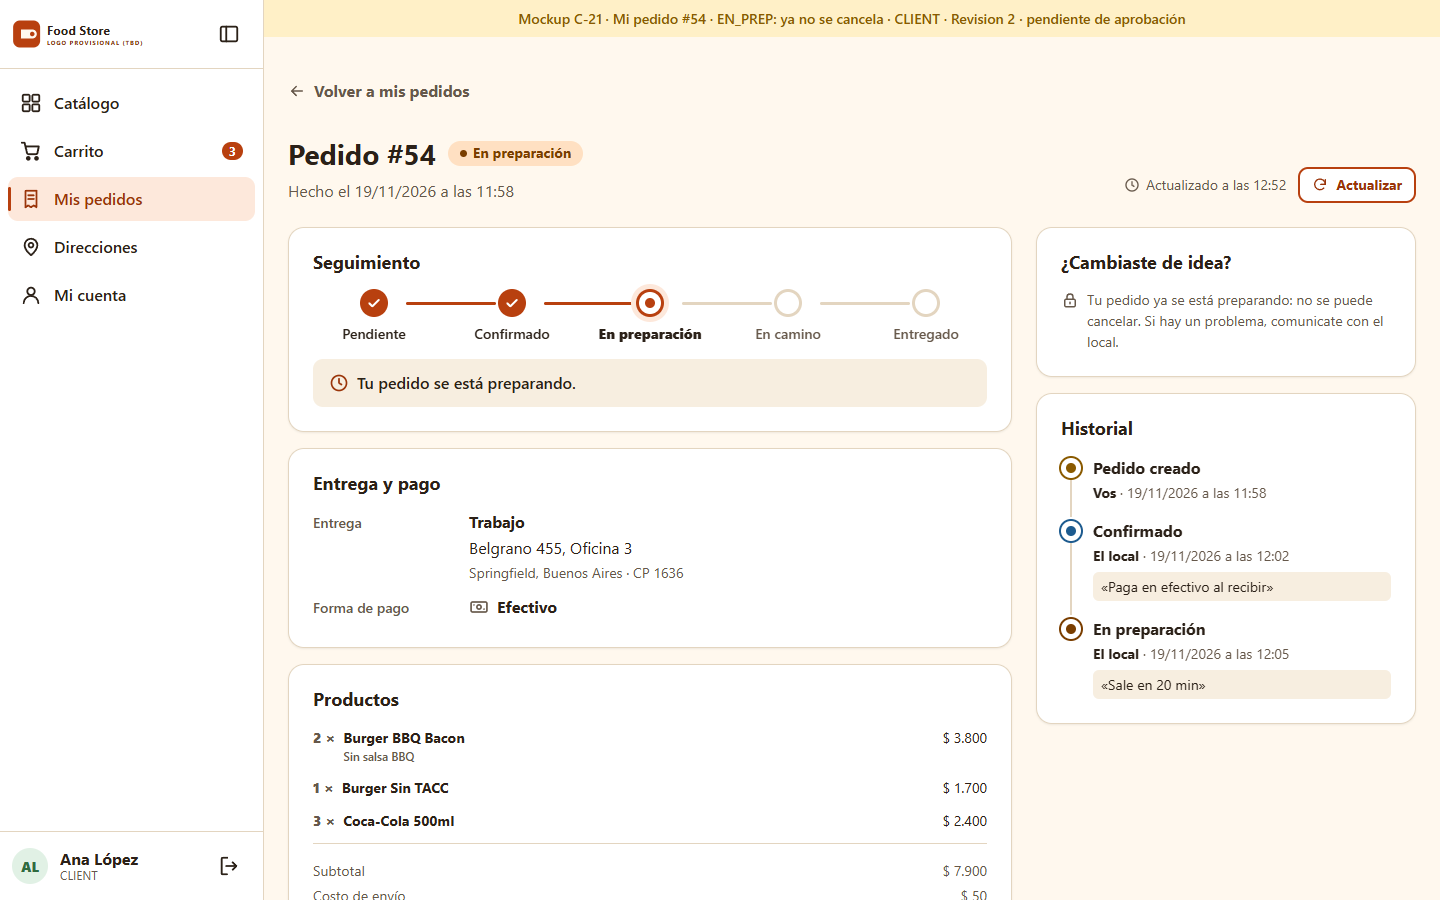 Mockup C-21 · Mi pedido #54 · EN_PREP: ya no se cancela · CLIENT · Revision 2 · pendiente de aprobación
Food Store
LOGO PROVISIONAL (TBD)
Catálogo
Carrito
3
Mis pedidos
Direcciones
Mi cuenta
AL
Ana López
CLIENT
Volver a mis pedidos
Pedido #54
En preparación
Hecho el 19/11/2026 a las 11:58
Actualizado a las 12:52
Actualizar
Seguimiento
Pendiente
Confirmado
En preparación
En camino
Entregado
Tu pedido se está preparando.
Entrega y pago
Entrega
Trabajo
Belgrano 455, Oficina 3
Springfield, Buenos Aires · CP 1636
Forma de pago
Efectivo
Productos
2 × Burger BBQ Bacon $ 3.800
Sin salsa BBQ
1 × Burger Sin TACC $ 1.700
3 × Coca-Cola 500ml $ 2.400
Subtotal $ 7.900
Costo de envío $ 50
¿Cambiaste de idea?
Tu pedido ya se está preparando: no se puede
cancelar. Si hay un problema, comunicate con el
local.
Historial
Pedido creado
Vos · 19/11/2026 a las 11:58
Confirmado
El local · 19/11/2026 a las 12:02
«Paga en efectivo al recibir»
En preparación
El local · 19/11/2026 a las 12:05
«Sale en 20 min»